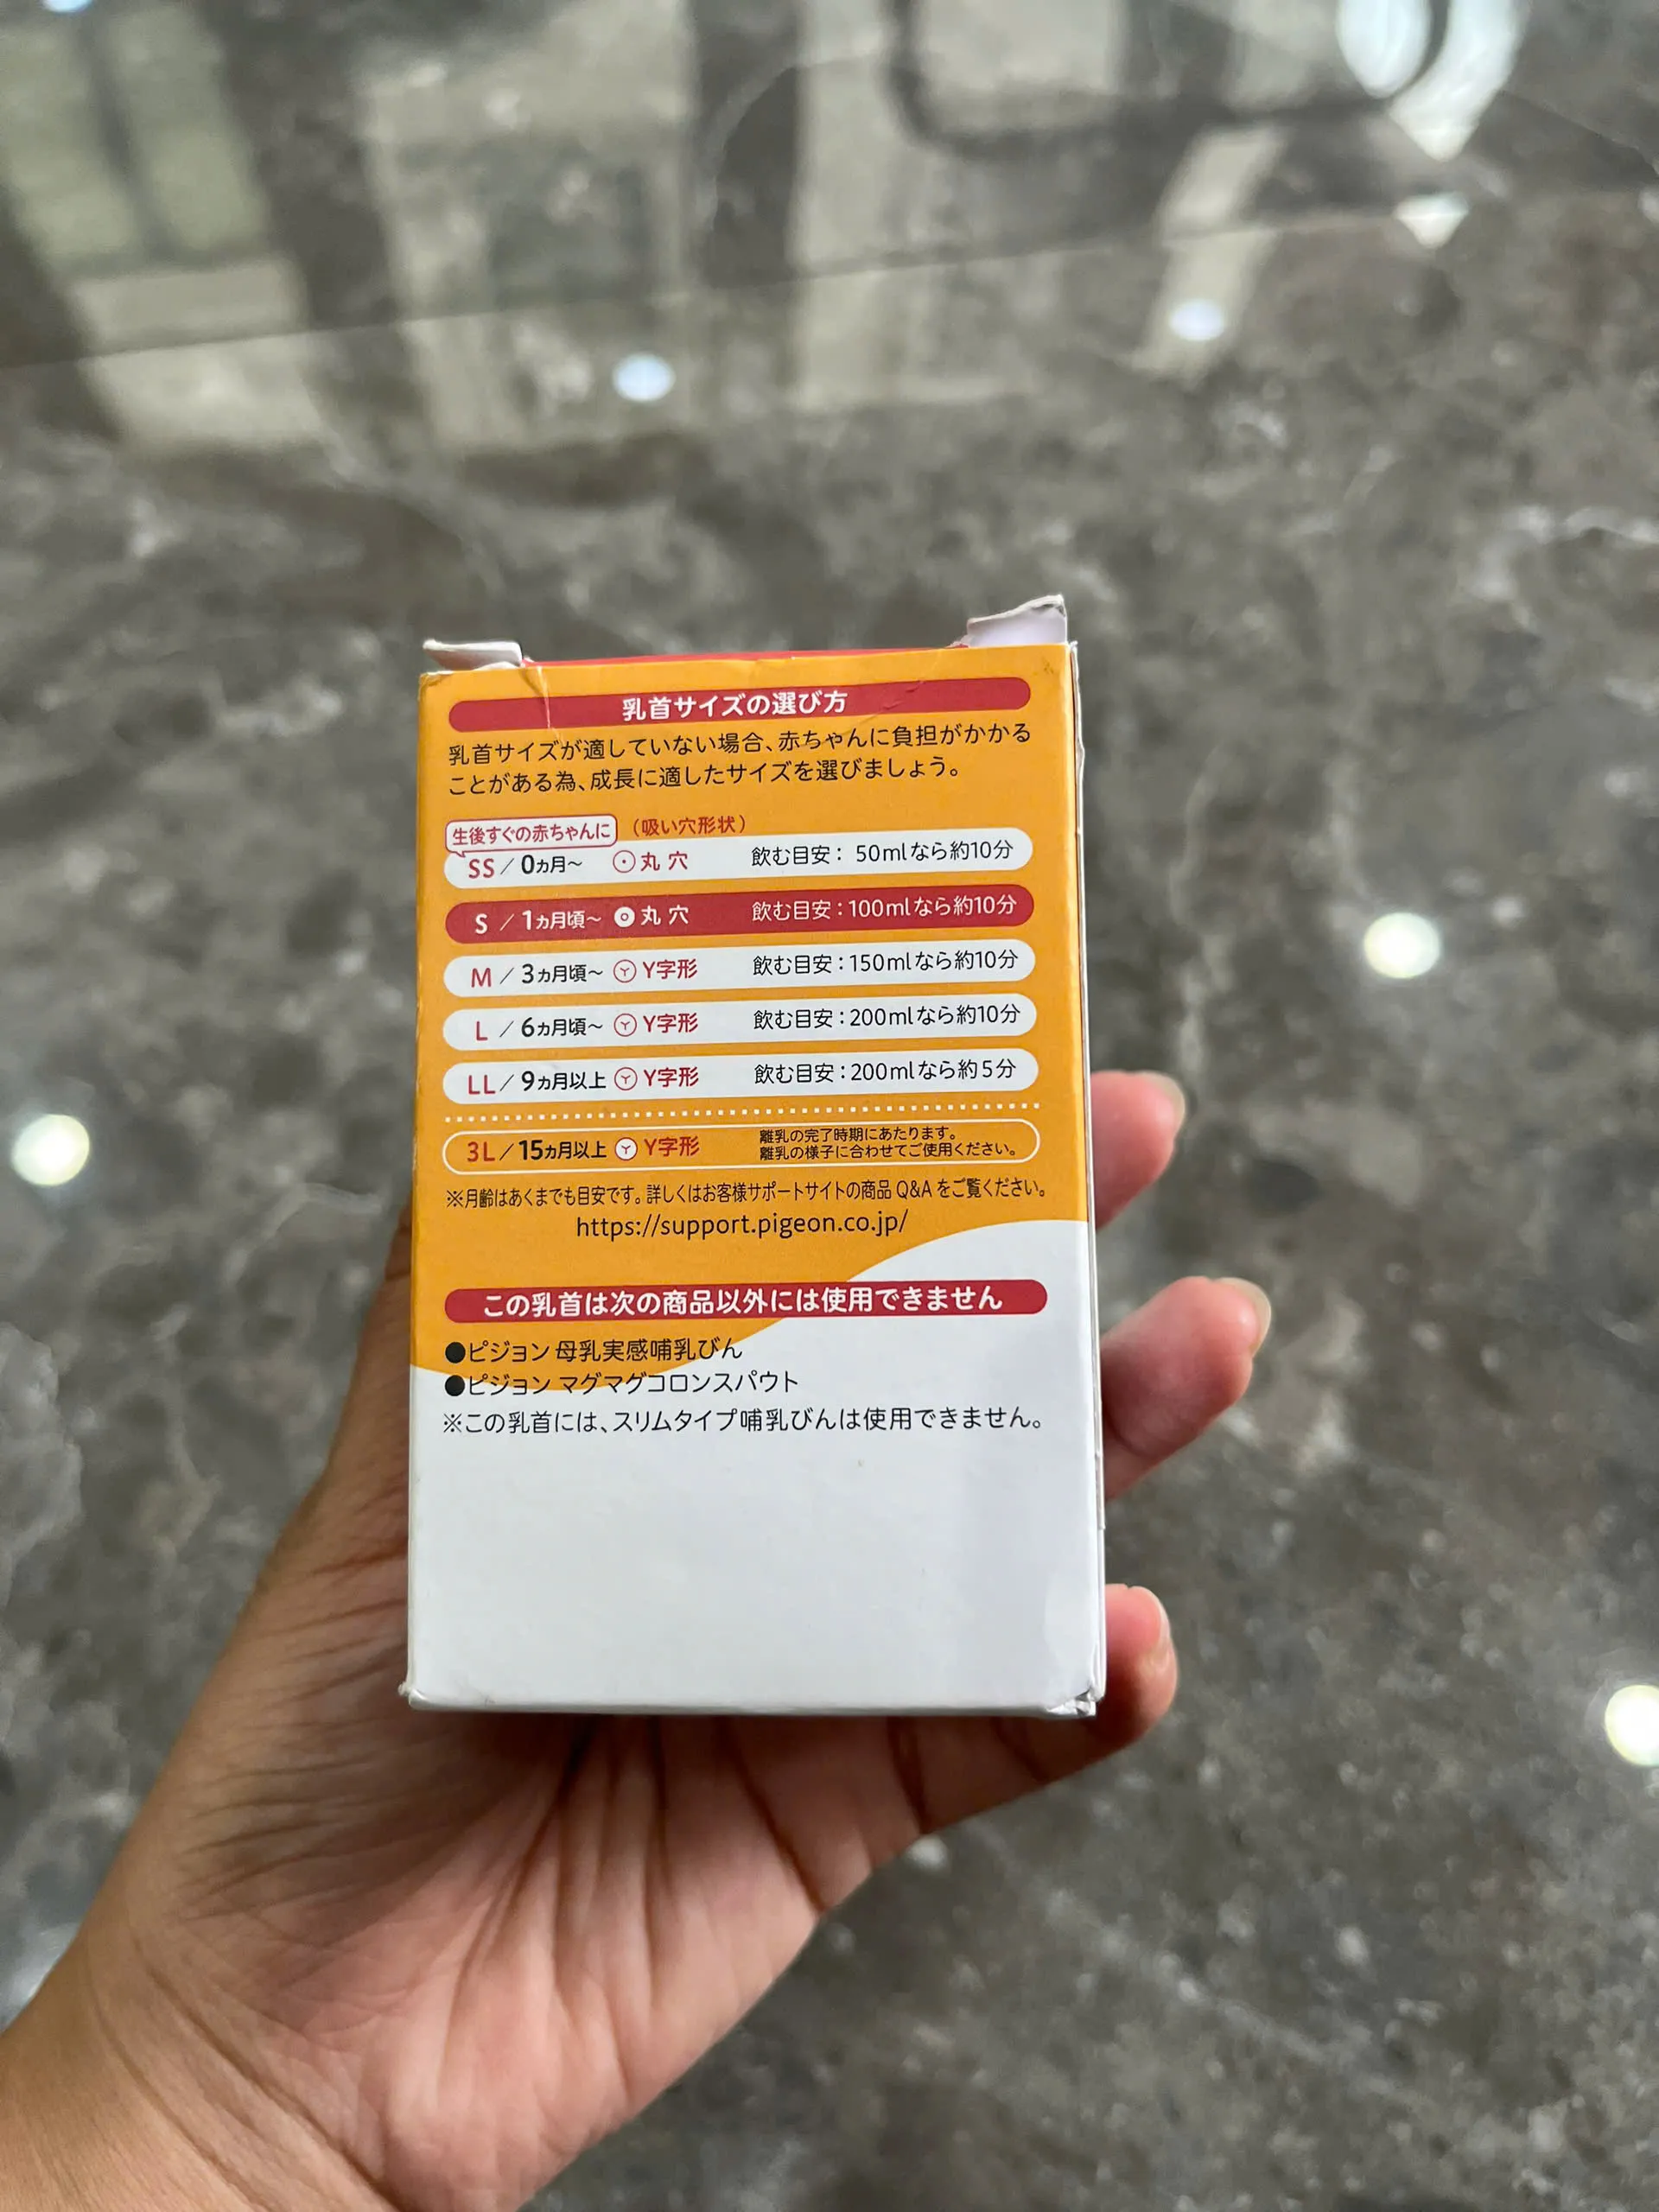 乳首サイズの選び方
乳首サイズが適していない場合、赤ちゃんに負担がかかる
ことがある為、成長に適したサイズを選びましょう。
生後すぐの赤ちゃんに (吸い穴形状)
SS / 0ヵ月〜 丸 穴 飲む目安: 50mlなら約10分
S / 1ヵ月頃〜 丸 穴 飲む目安:100mlなら約10分
M / 3ヵ月頃〜 Y字形 飲む目安:150mlなら約10分
L / 6ヵ月頃〜 Y字形 飲む目安:200mlなら約10分
LL / 9ヵ月以上 Y字形 飲む目安:200mlなら約5分
3L / 15ヵ月以上 Y字形 離乳の完了時期にあたります。
離乳の様子に合わせてご使用ください。
※月齢はあくまでも目安です。詳しくはお客様サポートサイトの商品 Q&A をご覧ください。
https://support.pigeon.co.jp/
この乳首は次の商品以外には使用できません
●ピジョン 母乳実感哺乳びん
●ピジョン マグマグコロンスパウト
※この乳首には、スリムタイプ哺乳びんは使用できません。